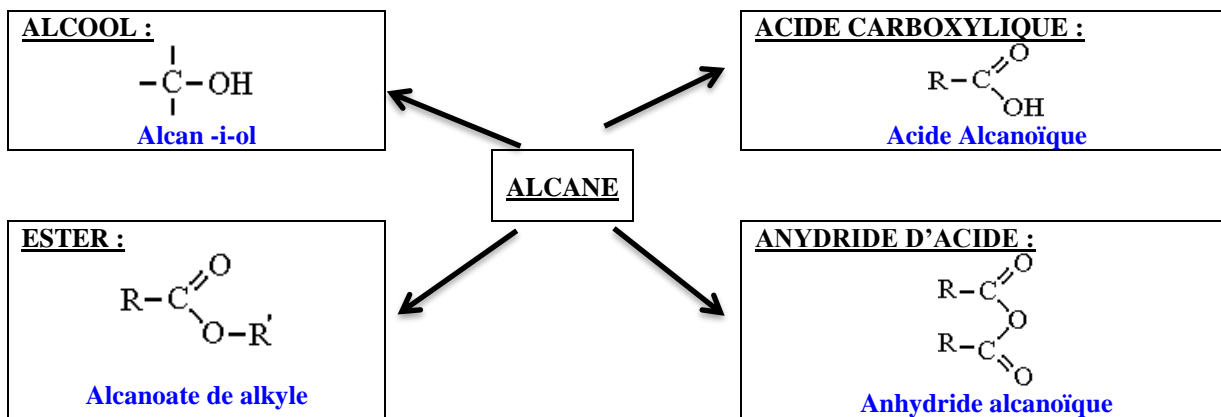 ALCOOL :
C OH
Alcan -i-ol
ACIDE CARBOXYLIQUE :
O
R C
OH
Acide Alcanoïque
ALCANE
ESTER :
O
R C
O R'
Alcanoate de alkyle
ANYDRIDE D'ACIDE :
O
R C
O
R C
O
Anhydride alcanoïque